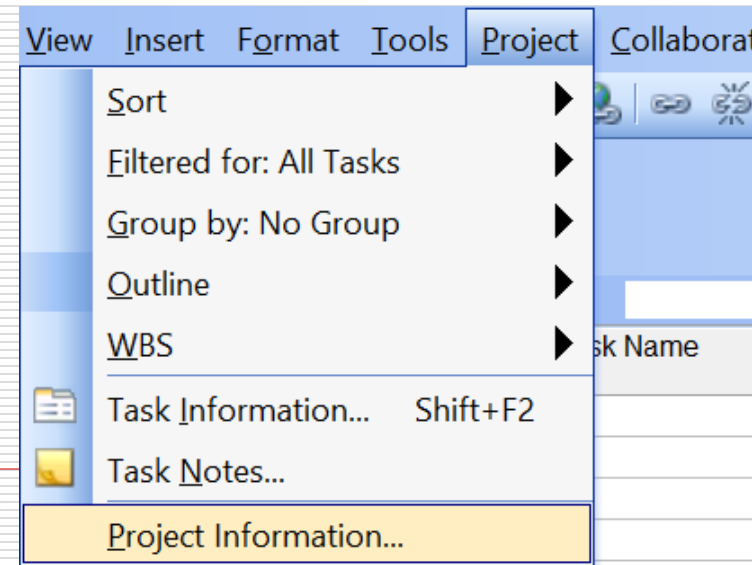 View Insert Format Tools Project Collaborat
Sort
Filtered for: All Tasks
Group by: No Group
Outline
WBS
sk Name
Task Information... Shift+F2
Task Notes...
Project Information...